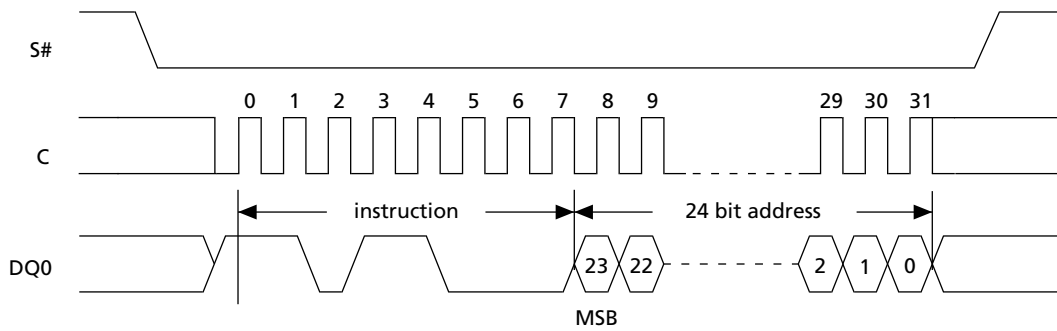 S#
0 1 2 3 4 5 6 7 8 9 29 30 31
C
instruction 24 bit address
DQ0 23 22 2 1 0
MSB